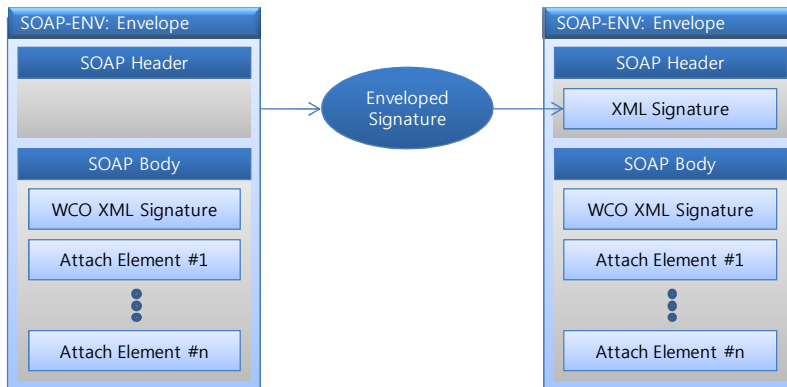 SOAP-ENV: Envelope
SOAP Header
SOAP Body
WCO XML Signature
Attach Element #1
Attach Element #n
Enveloped
Signature
SOAP-ENV: Envelope
SOAP Header
XML Signature
SOAP Body
WCO XML Signature
Attach Element #1
Attach Element #n